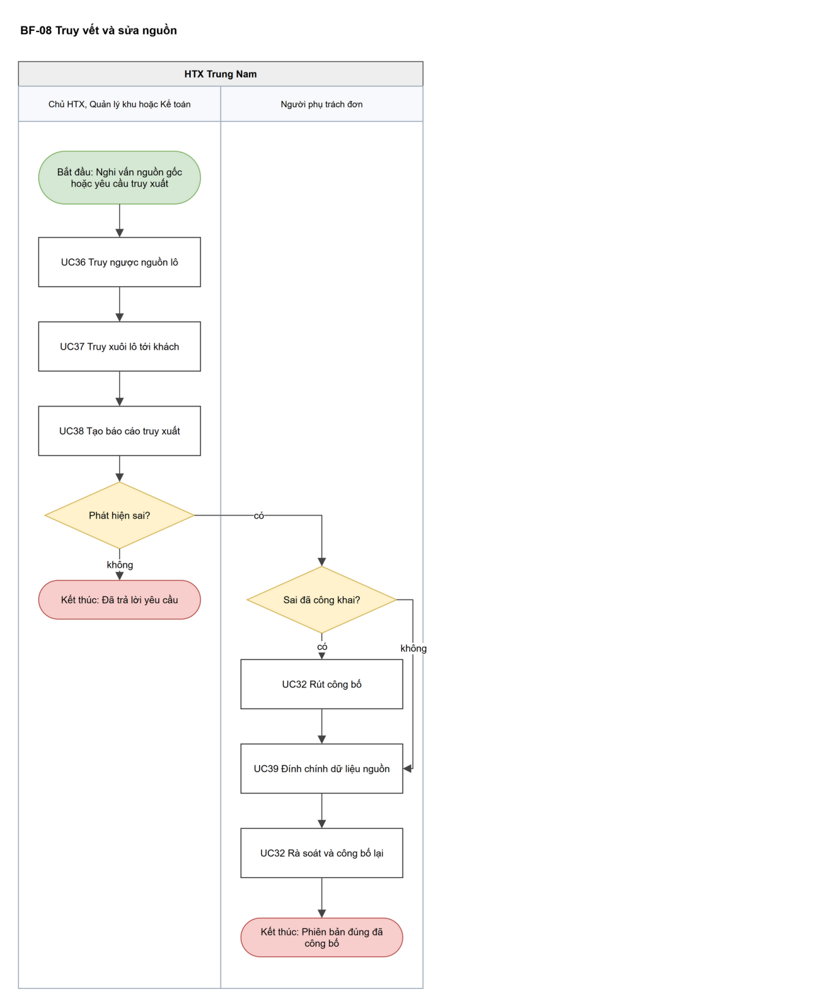 BF-08 Truy vết và sửa nguồn
HTX Trung Nam
Chủ HTX, Quản lý khu hoặc Kế toán
Người phụ trách đơn
Bắt đầu: Nghi vấn nguồn gốc
hoặc yêu cầu truy xuất
UC36 Truy ngược nguồn lô
UC37 Truy xuôi lô tới khách
UC38 Tạo báo cáo truy xuất
Phát hiện sai?
có
không
Kết thúc: Đã trả lời yêu cầu
Sai đã công khai?
có
không
UC32 Rút công bố
UC39 Đính chính dữ liệu nguồn
UC32 Rà soát và công bố lại
Kết thúc: Phiên bản đúng đã
công bố